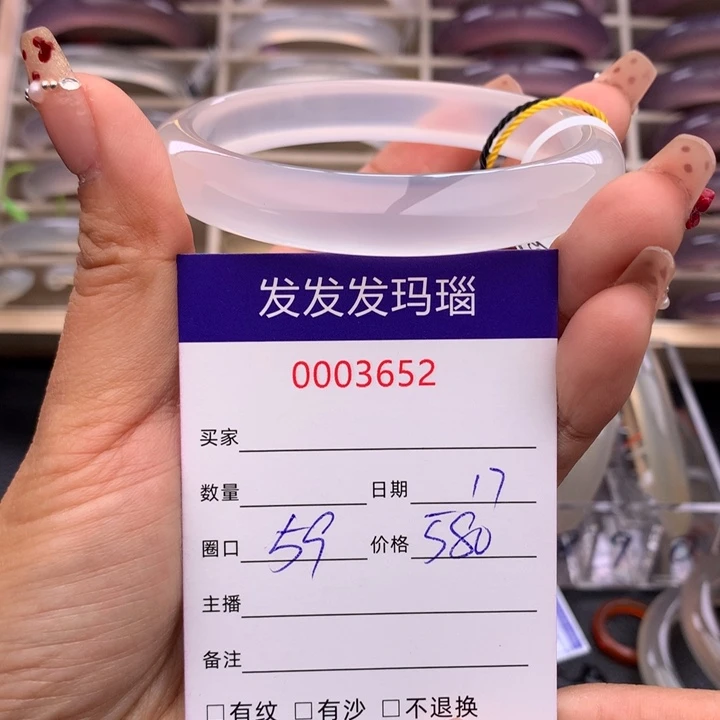 发发发玛瑙
0003652
买家
数量 日期 17
圈口 59 价格 580
主播
备注
□有纹 □有沙 □不退换